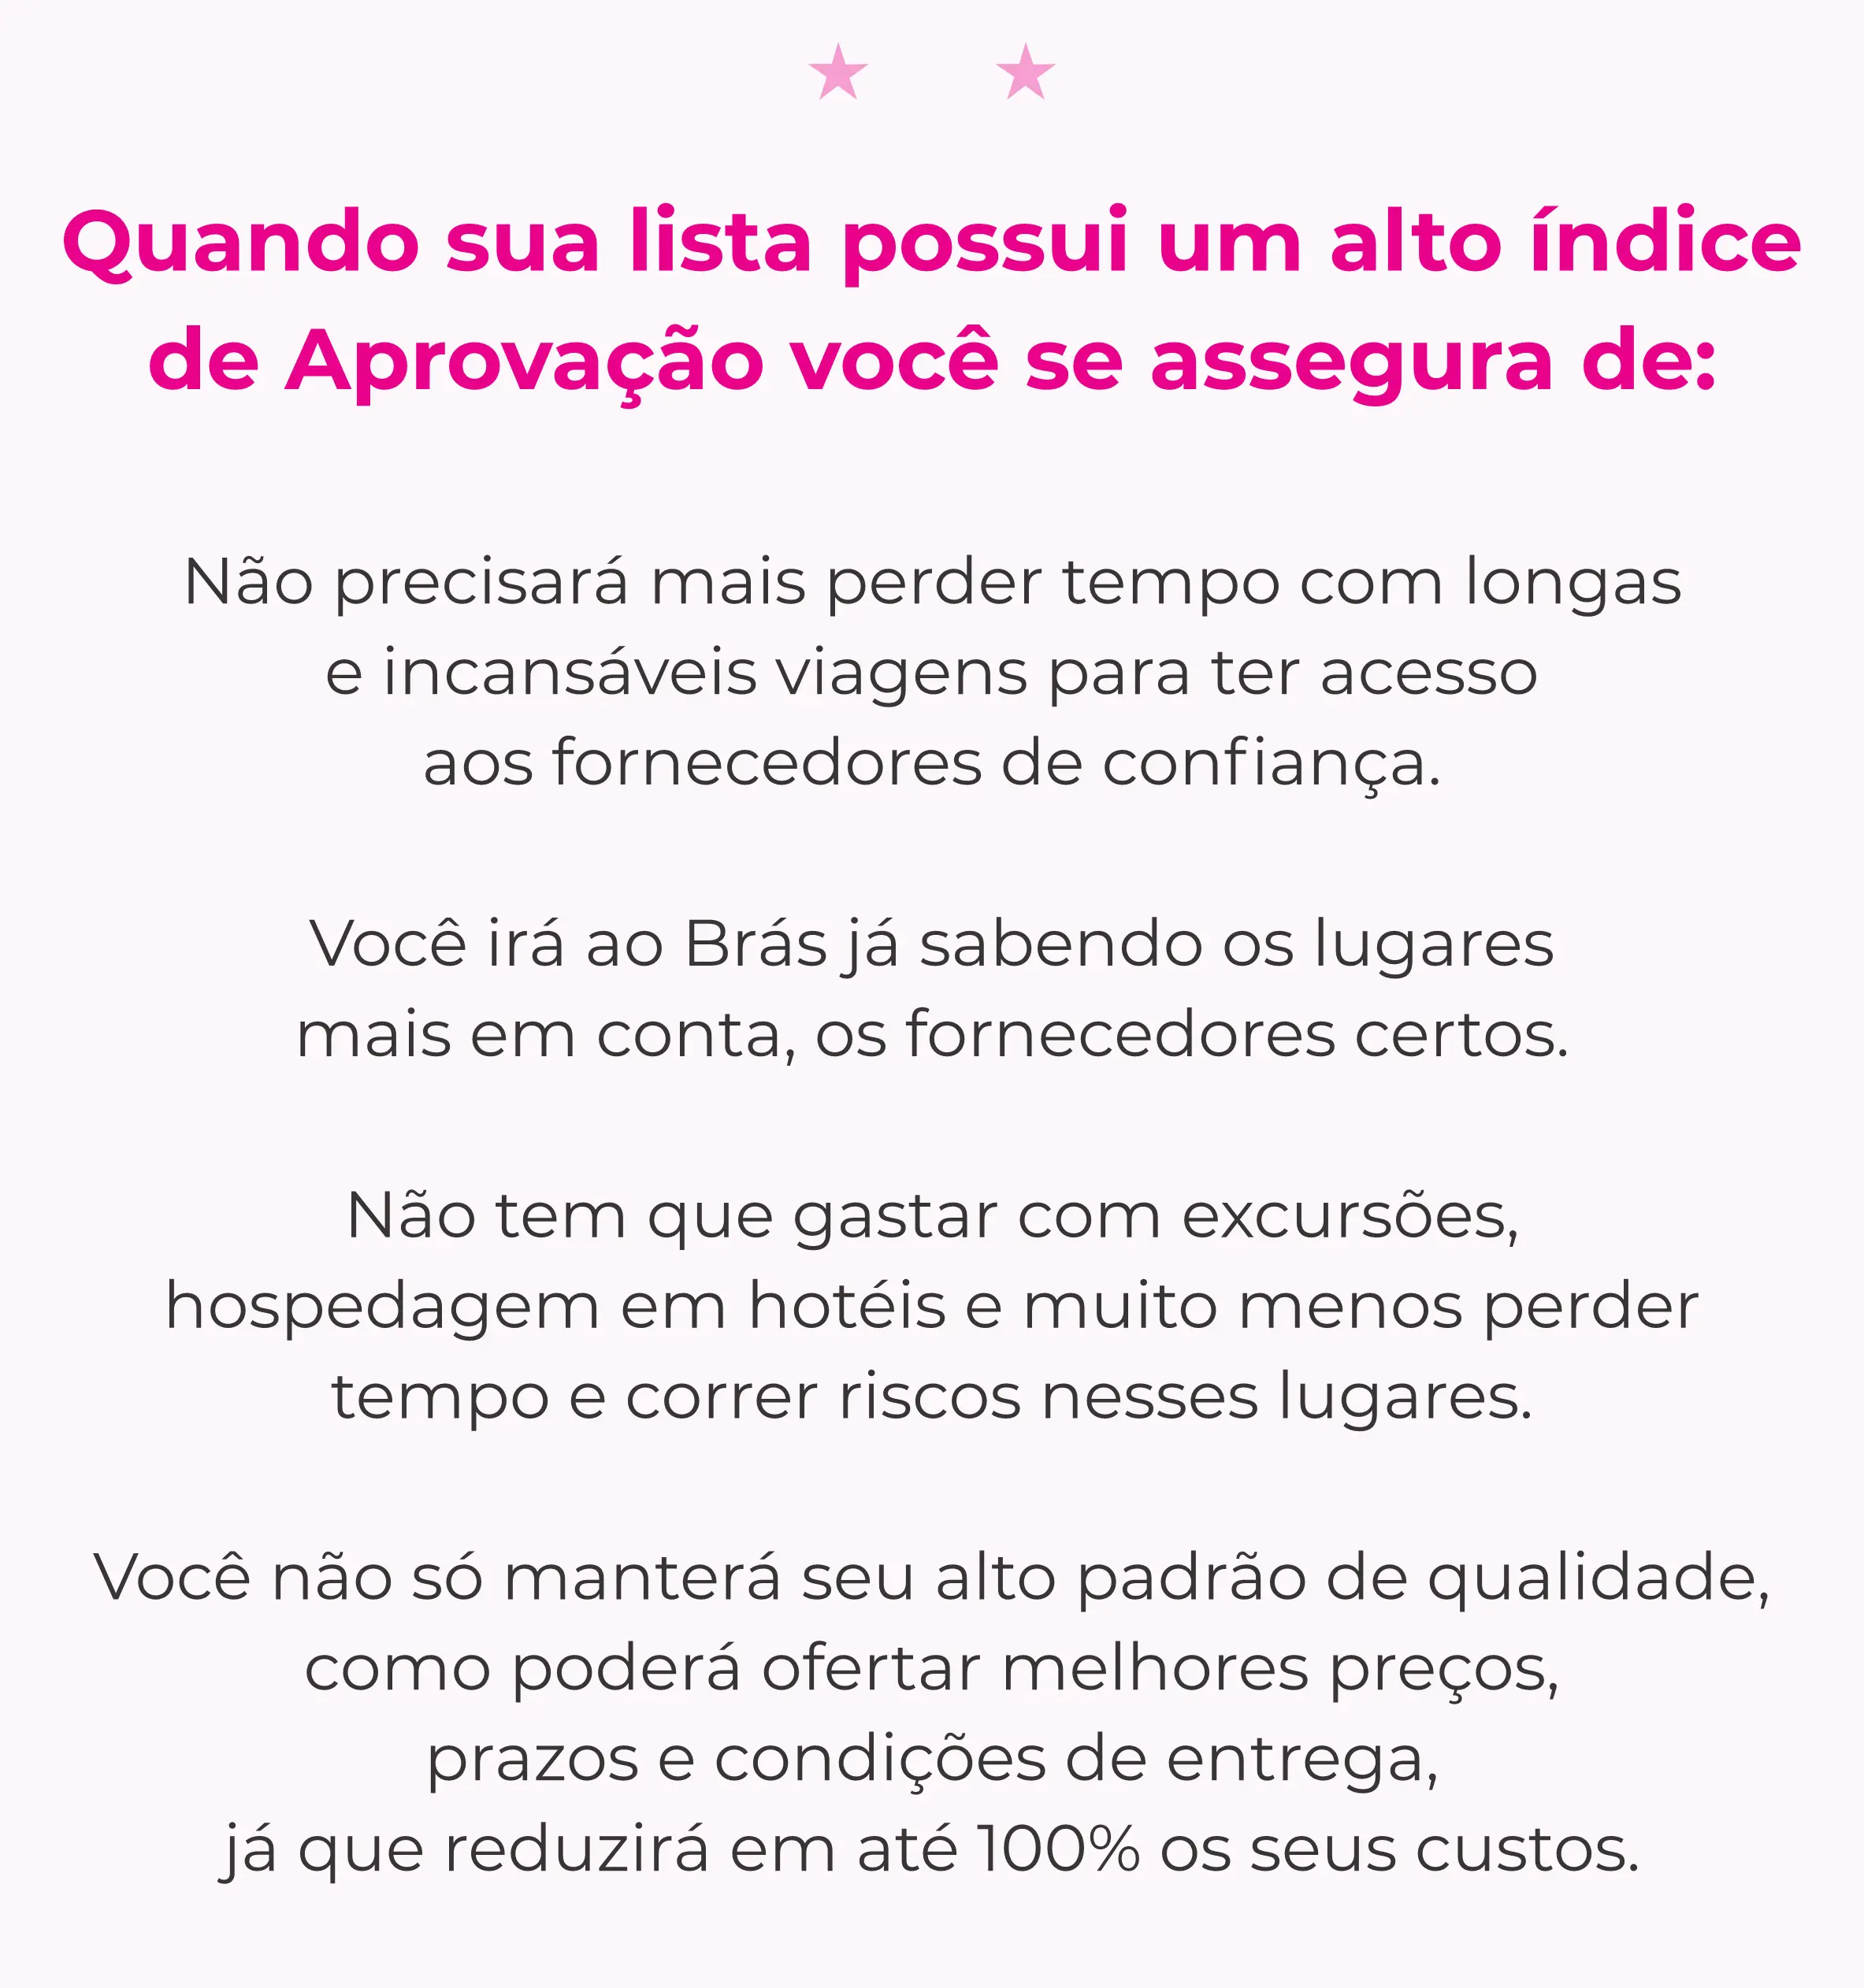 Quando sua lista possui um alto índice
de Aprovação você se assegura de:
Não precisará mais perder tempo com longas
e incansáveis viagens para ter acesso
aos fornecedores de confiança.
Você irá ao Brás já sabendo os lugares
mais em conta, os fornecedores certos.
Não tem que gastar com excursões,
hospedagem em hotéis e muito menos perder
tempo e correr riscos nesses lugares.
Você não só manterá seu alto padrão de qualidade,
como poderá ofertar melhores preços,
prazos e condições de entrega,
já que reduzirá em até 100% os seus custos.